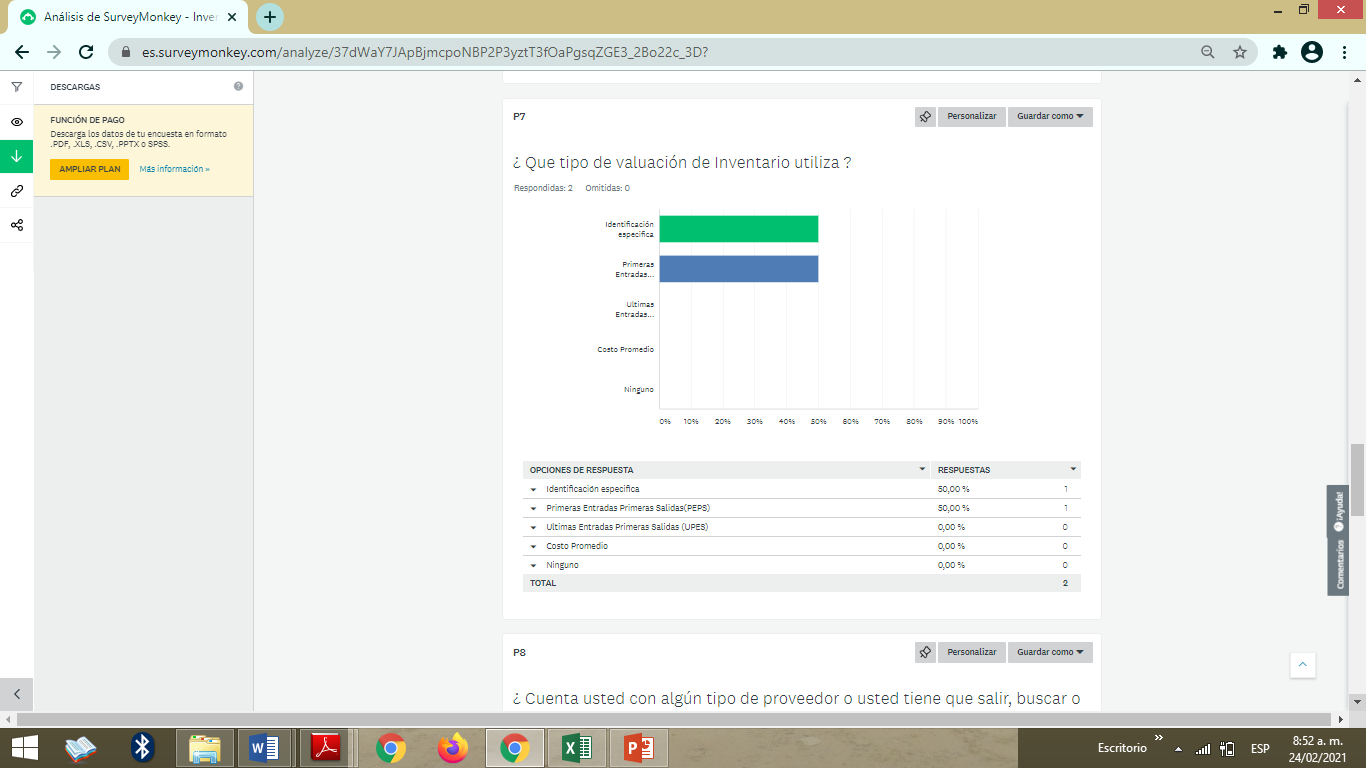 Análisis de SurveyMonkey - Inver
es.surveymonkey.com/analyze/37dWaY7JApBjmcpoNBP2P3yztT3fOaPgsqZGE3_2Bo22c_3D?
DESCARGAS
FUNCIÓN DE PAGO
Descarga los datos de tu encuesta en formato
.PDF, .XLS, .CSV, .PPTX o SPSS.
AMPLIAR PLAN Más información »
P7
Personalizar Guardar como
¿ Que tipo de valuación de Inventario utiliza ?
Respondidas: 2 Omitidas: 0
Identificación
especifica
Primeras
Entradas...
Ultimas
Entradas...
Costo Promedio
Ninguno
0% 10% 20% 30% 40% 50% 60% 70% 80% 90% 100%
OPCIONES DE RESPUESTA RESPUESTAS
Identificación especifica 50,00 % 1
Primeras Entradas Primeras Salidas(PEPS) 50,00 % 1
Ultimas Entradas Primeras Salidas (UPES) 0,00 % 0
Costo Promedio 0,00 % 0
Ninguno 0,00 % 0
TOTAL 2
¡Ayuda!
Comentarios
P8
Personalizar Guardar como
¿ Cuenta usted con algún tipo de proveedor o usted tiene que salir, buscar o
Escritorio
ESP
8:52 a. m.
24/02/2021